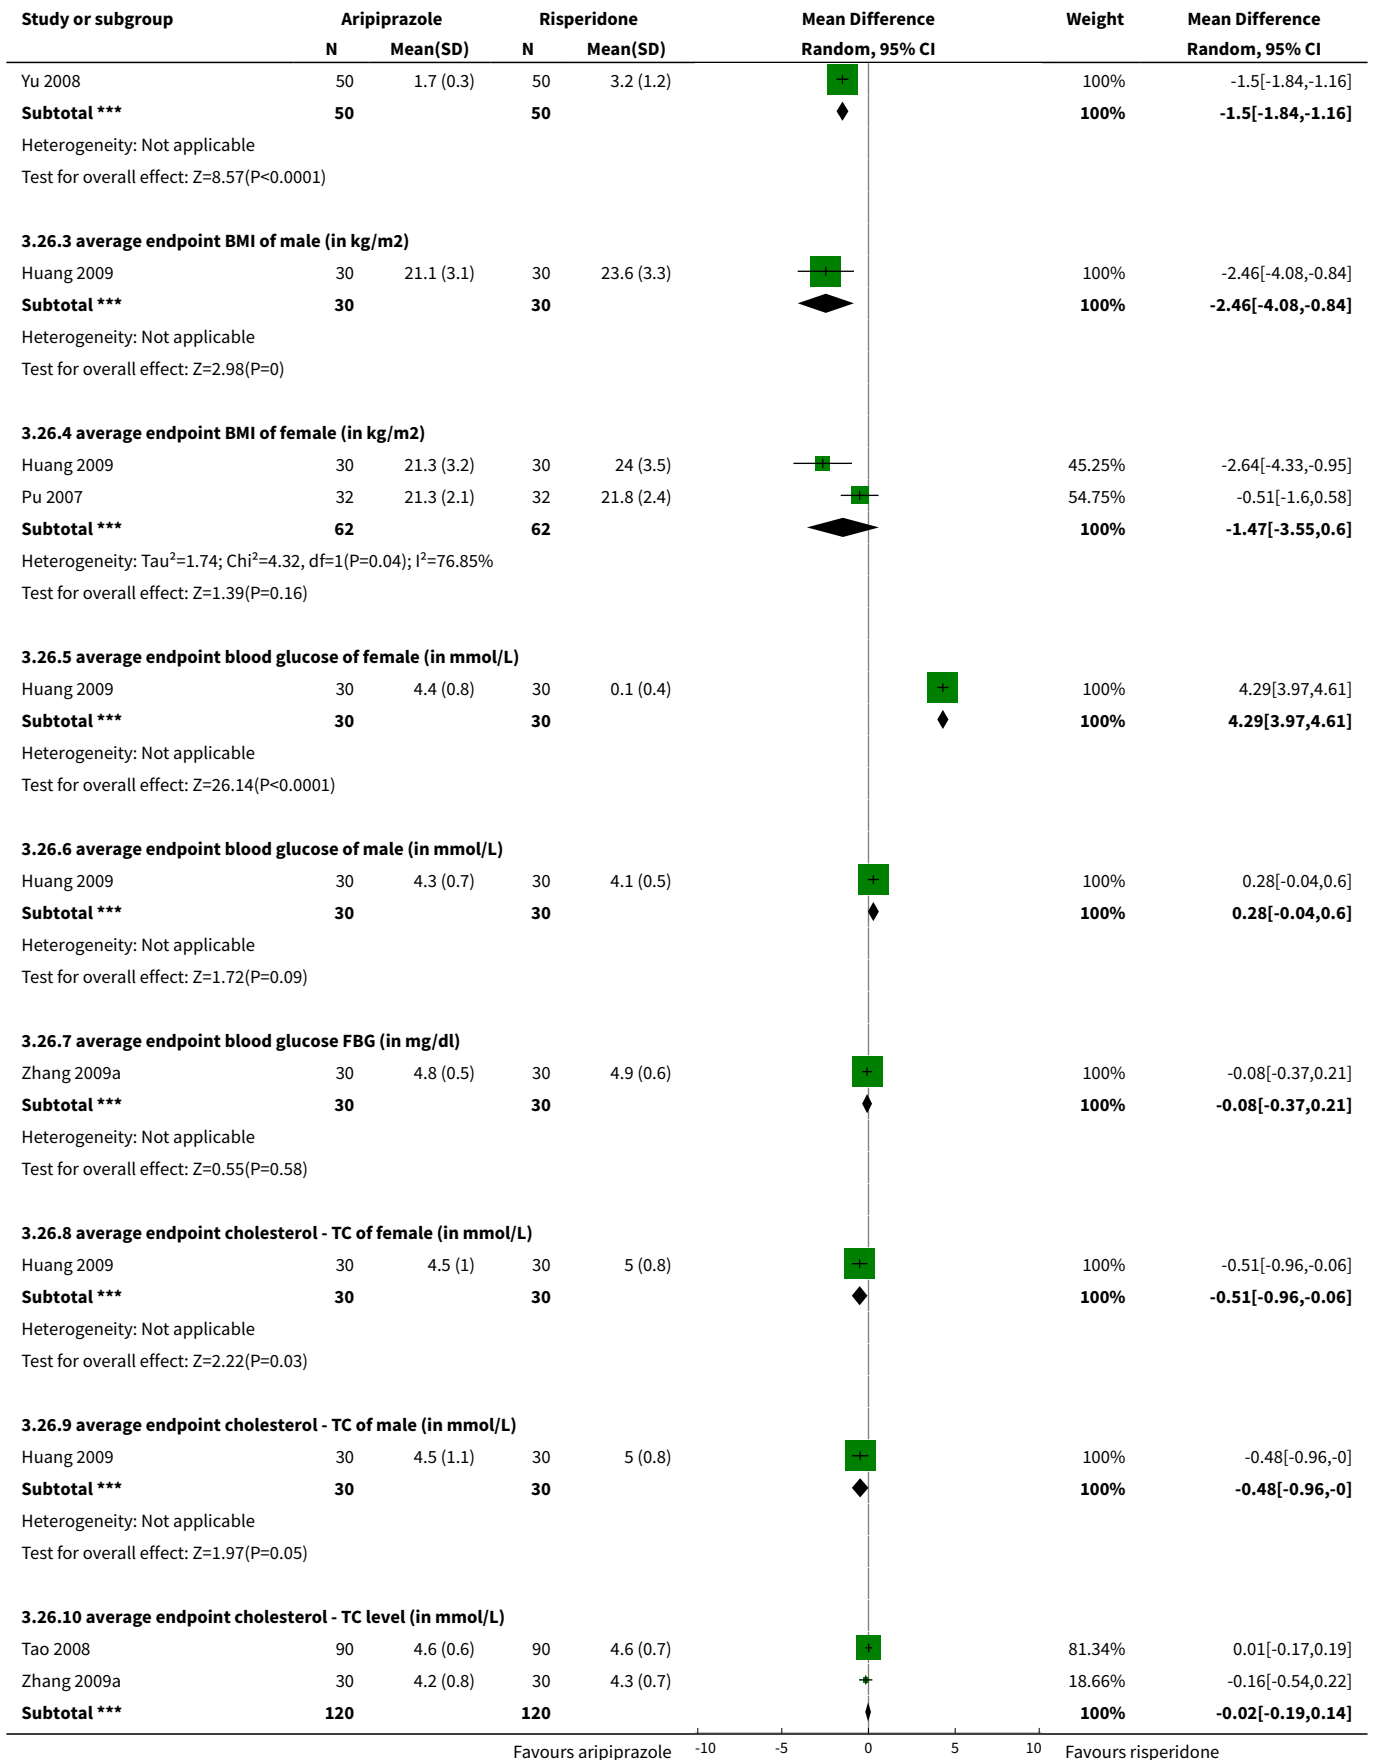 Study or subgroup Aripiprazole Risperidone Mean Difference Weight Mean Difference
N Mean(SD) N Mean(SD) Random, 95% CI Random, 95% CI
Yu 2008 50 1.7 (0.3) 50 3.2 (1.2) 100% -1.5[-1.84,-1.16]
Subtotal *** 50 50 100% -1.5[-1.84,-1.16]
Heterogeneity: Not applicable
Test for overall effect: Z=8.57(P<0.0001)
3.26.3 average endpoint BMI of male (in kg/m2)
Huang 2009 30 21.1 (3.1) 30 23.6 (3.3) 100% -2.46[-4.08,-0.84]
Subtotal *** 30 30 100% -2.46[-4.08,-0.84]
Heterogeneity: Not applicable
Test for overall effect: Z=2.98(P=0)
3.26.4 average endpoint BMI of female (in kg/m2)
Huang 2009 30 21.3 (3.2) 30 24 (3.5) 45.25% -2.64[-4.33,-0.95]
Pu 2007 32 21.3 (2.1) 32 21.8 (2.4) 54.75% -0.51[-1.6,0.58]
Subtotal *** 62 62 100% -1.47[-3.55,0.6]
Heterogeneity: Tau²=1.74; Chi²=4.32, df=1(P=0.04); I²=76.85%
Test for overall effect: Z=1.39(P=0.16)
3.26.5 average endpoint blood glucose of female (in mmol/L)
Huang 2009 30 4.4 (0.8) 30 0.1 (0.4) 100% 4.29[3.97,4.61]
Subtotal *** 30 30 100% 4.29[3.97,4.61]
Heterogeneity: Not applicable
Test for overall effect: Z=26.14(P<0.0001)
3.26.6 average endpoint blood glucose of male (in mmol/L)
Huang 2009 30 4.3 (0.7) 30 4.1 (0.5) 100% 0.28[-0.04,0.6]
Subtotal *** 30 30 100% 0.28[-0.04,0.6]
Heterogeneity: Not applicable
Test for overall effect: Z=1.72(P=0.09)
3.26.7 average endpoint blood glucose FBG (in mg/dl)
Zhang 2009a 30 4.8 (0.5) 30 4.9 (0.6) 100% -0.08[-0.37,0.21]
Subtotal *** 30 30 100% -0.08[-0.37,0.21]
Heterogeneity: Not applicable
Test for overall effect: Z=0.55(P=0.58)
3.26.8 average endpoint cholesterol - TC of female (in mmol/L)
Huang 2009 30 4.5 (1) 30 5 (0.8) 100% -0.51[-0.96,-0.06]
Subtotal *** 30 30 100% -0.51[-0.96,-0.06]
Heterogeneity: Not applicable
Test for overall effect: Z=2.22(P=0.03)
3.26.9 average endpoint cholesterol - TC of male (in mmol/L)
Huang 2009 30 4.5 (1.1) 30 5 (0.8) 100% -0.48[-0.96,-0]
Subtotal *** 30 30 100% -0.48[-0.96,-0]
Heterogeneity: Not applicable
Test for overall effect: Z=1.97(P=0.05)
3.26.10 average endpoint cholesterol - TC level (in mmol/L)
Tao 2008 90 4.6 (0.6) 90 4.6 (0.7) 81.34% 0.01[-0.17,0.19]
Zhang 2009a 30 4.2 (0.8) 30 4.3 (0.7) 18.66% -0.16[-0.54,0.22]
Subtotal *** 120 120 100% -0.02[-0.19,0.14]
Favours aripiprazole -10 -5 0 5 10 Favours risperidone